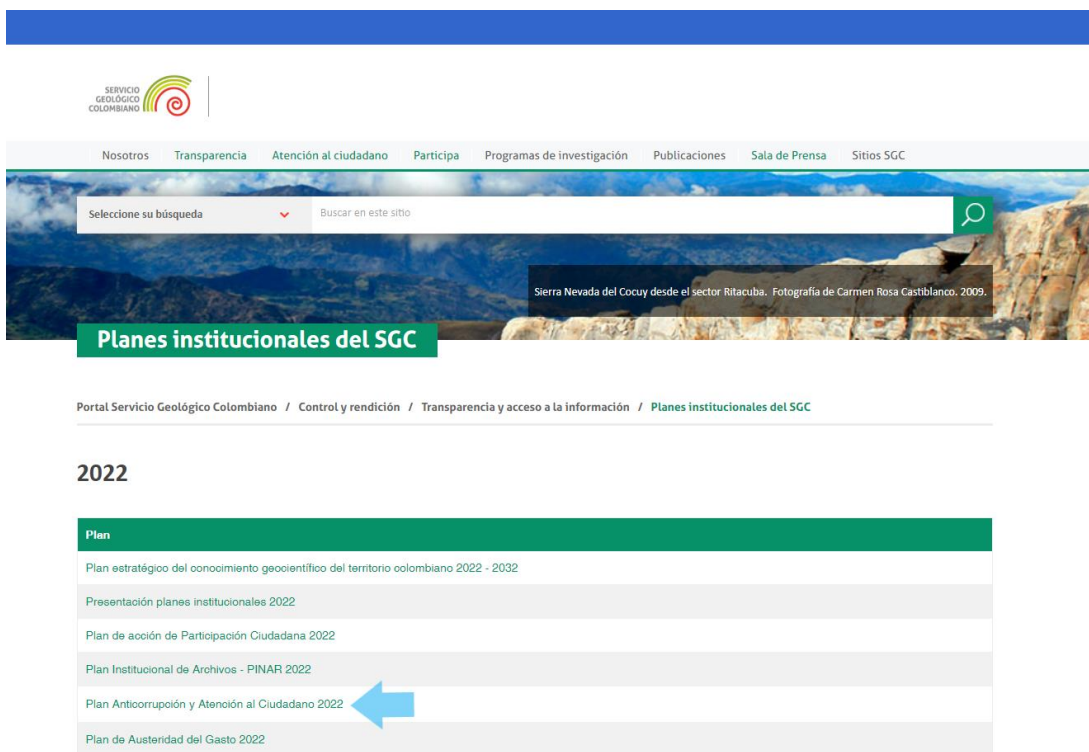 SERVICIO
GEOLÓGICO
COLOMBIANO
Nosotros Transparencia Atención al ciudadano Participa Programas de investigación Publicaciones Sala de Prensa Sitios SGC
Seleccione su búsqueda Buscar en este sitio
Sierra Nevada del Cocuy desde el sector Ritacuba. Fotografía de Carmen Rosa Castiblanco. 2009.
Planes institucionales del SGC
Portal Servicio Geológico Colombiano / Control y rendición / Transparencia y acceso a la información / Planes institucionales del SGC
2022
Plan
Plan estratégico del conocimiento geocientífico del territorio colombiano 2022 - 2032
Presentación planes institucionales 2022
Plan de acción de Participación Ciudadana 2022
Plan Institucional de Archivos - PINAR 2022
Plan Anticorrupción y Atención al Ciudadano 2022
Plan de Austeridad del Gasto 2022